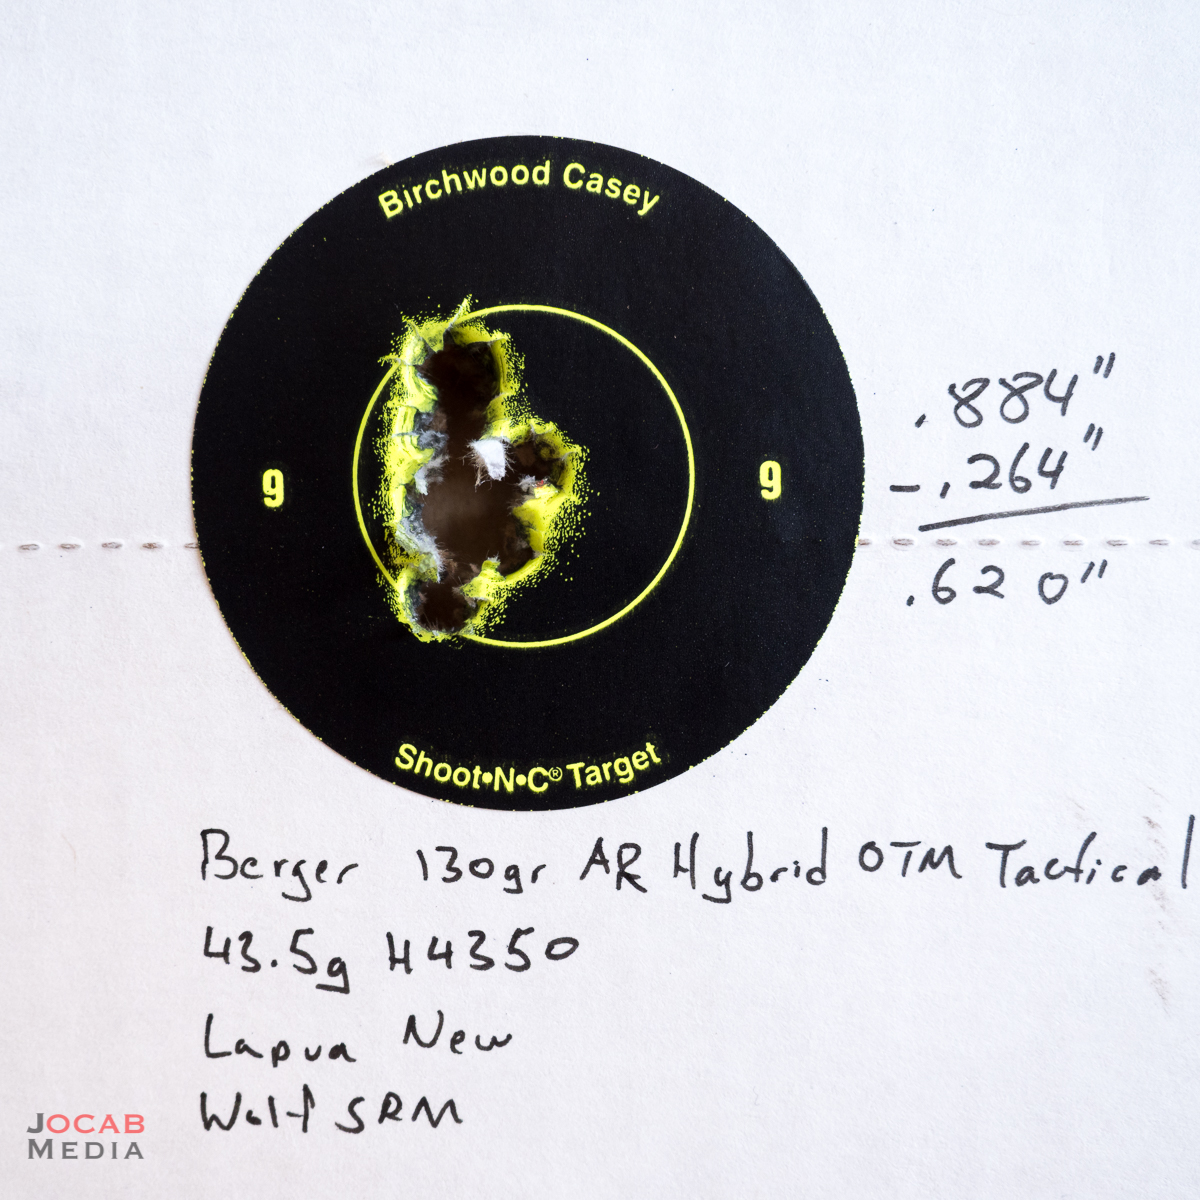 Birchwood Casey
9 9
Shoot•N•C® Target
.884"
- .264"
.620"
Berger 130gr AR Hybrid OTM Tactical
43.5g H4350
Lapua New
Wolf SRM
JOCAB
MEDIA